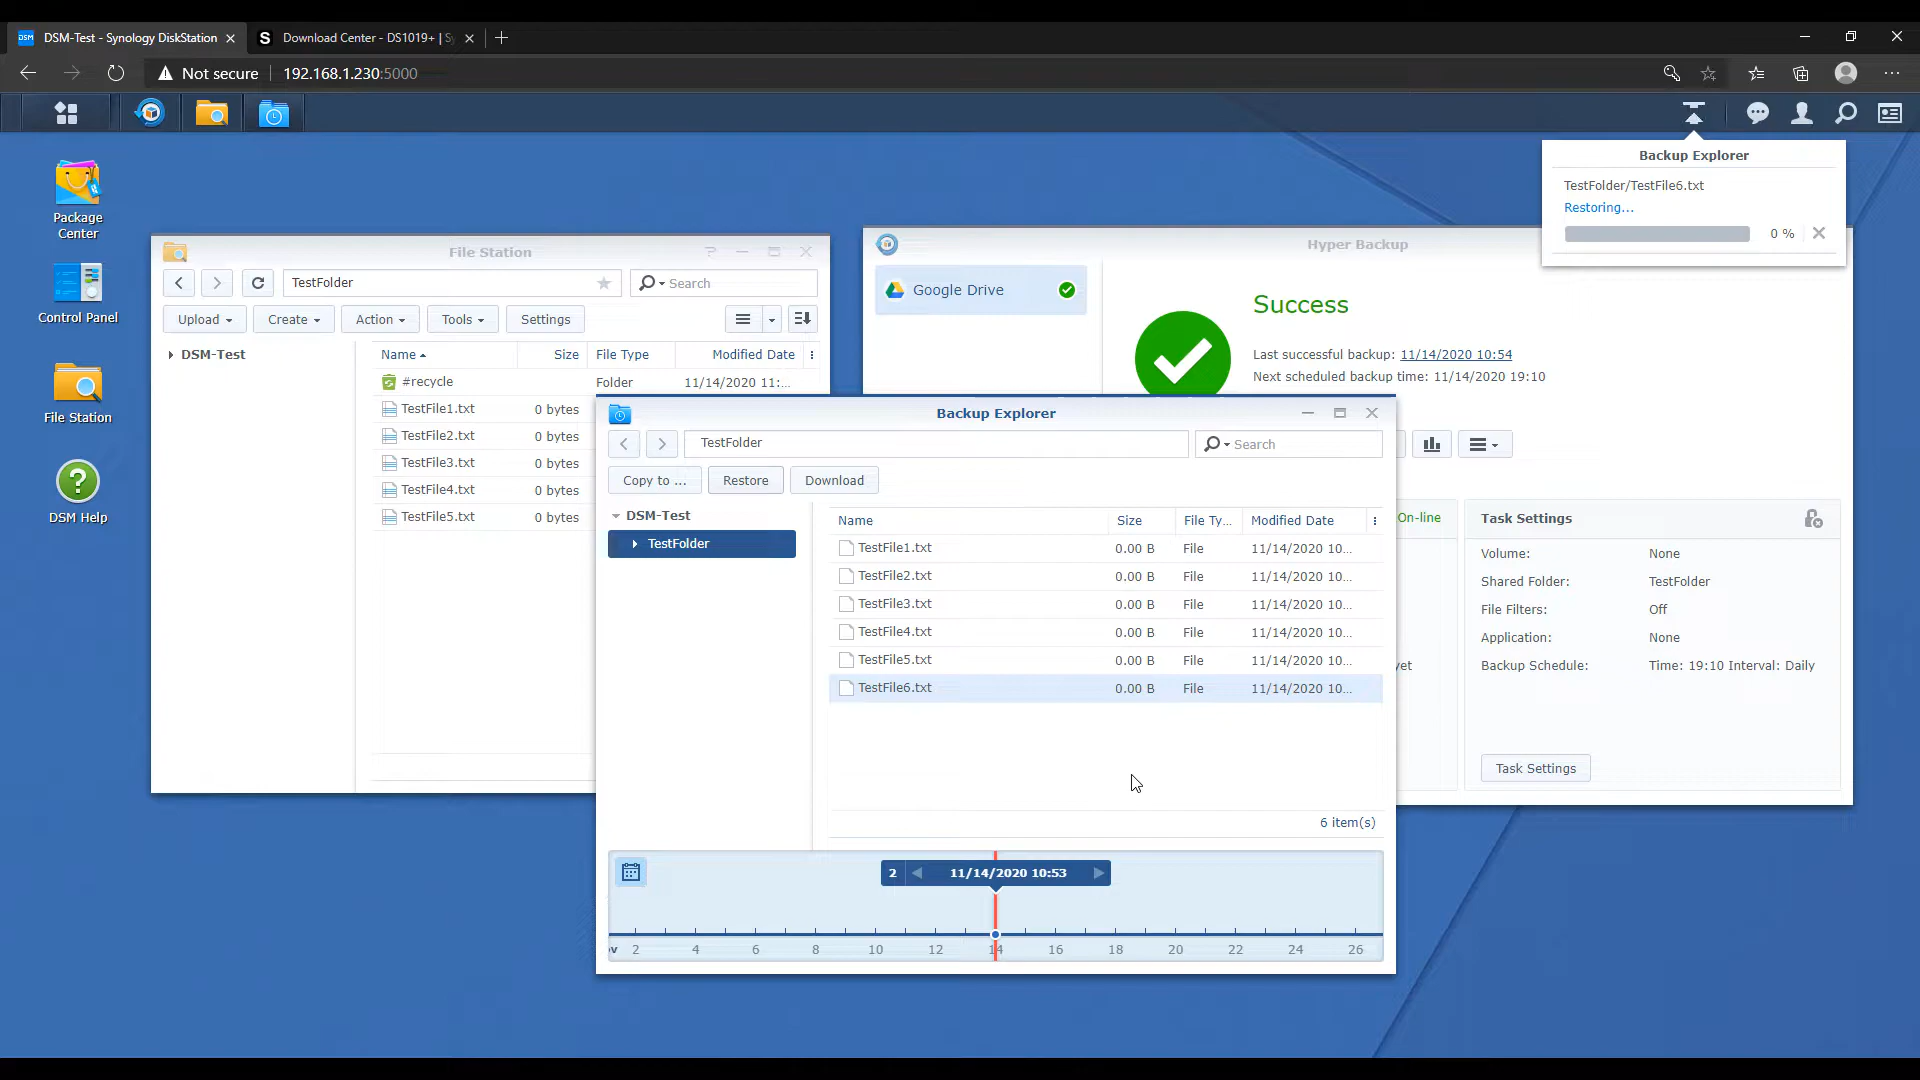 DSM-Test - Synology DiskStation
Download Center - DS1019+ | Sy
Not secure
192.168.1.230:5000
Package Center
Control Panel
File Station
DSM Help
Backup Explorer
TestFolder/TestFile6.txt
Restoring...
0 %
File Station
TestFolder
Search
Upload
Create
Action
Tools
Settings
DSM-Test
Name
Size
File Type
Modified Date
#recycle
Folder
11/14/2020 11:...
TestFile1.txt
0 bytes
TestFile2.txt
0 bytes
TestFile3.txt
0 bytes
TestFile4.txt
0 bytes
TestFile5.txt
0 bytes
Hyper Backup
Google Drive
Success
Last successful backup: 11/14/2020 10:54
Next scheduled backup time: 11/14/2020 19:10
On-line
yet
Task Settings
Volume: None
Shared Folder: TestFolder
File Filters: Off
Application: None
Backup Schedule: Time: 19:10 Interval: Daily
Task Settings
Backup Explorer
TestFolder
Search
Copy to ...
Restore
Download
DSM-Test
TestFolder
Name
Size
File Ty...
Modified Date
TestFile1.txt 0.00 B File 11/14/2020 10...
TestFile2.txt 0.00 B File 11/14/2020 10...
TestFile3.txt 0.00 B File 11/14/2020 10...
TestFile4.txt 0.00 B File 11/14/2020 10...
TestFile5.txt 0.00 B File 11/14/2020 10...
TestFile6.txt 0.00 B File 11/14/2020 10...
6 item(s)
2
11/14/2020 10:53
v 2 4 6 8 10 12 14 16 18 20 22 24 26